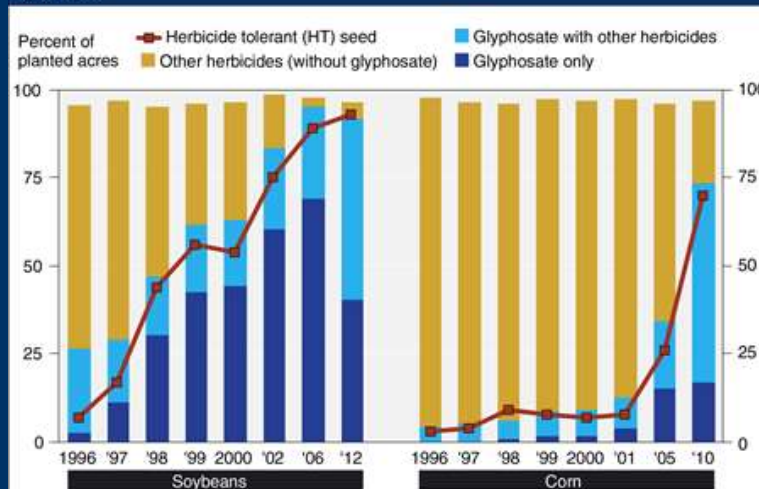 Percent of
planted acres
Herbicide tolerant (HT) seed
Other herbicides (without glyphosate)
Glyphosate with other herbicides
Glyphosate only
100
75
50
25
0
100
75
50
25
0
1996 '97 '98 '99 2000 '02 '06 '12
1996 '97 '98 '99 2000 '01 '05 '10
Soybeans
Corn